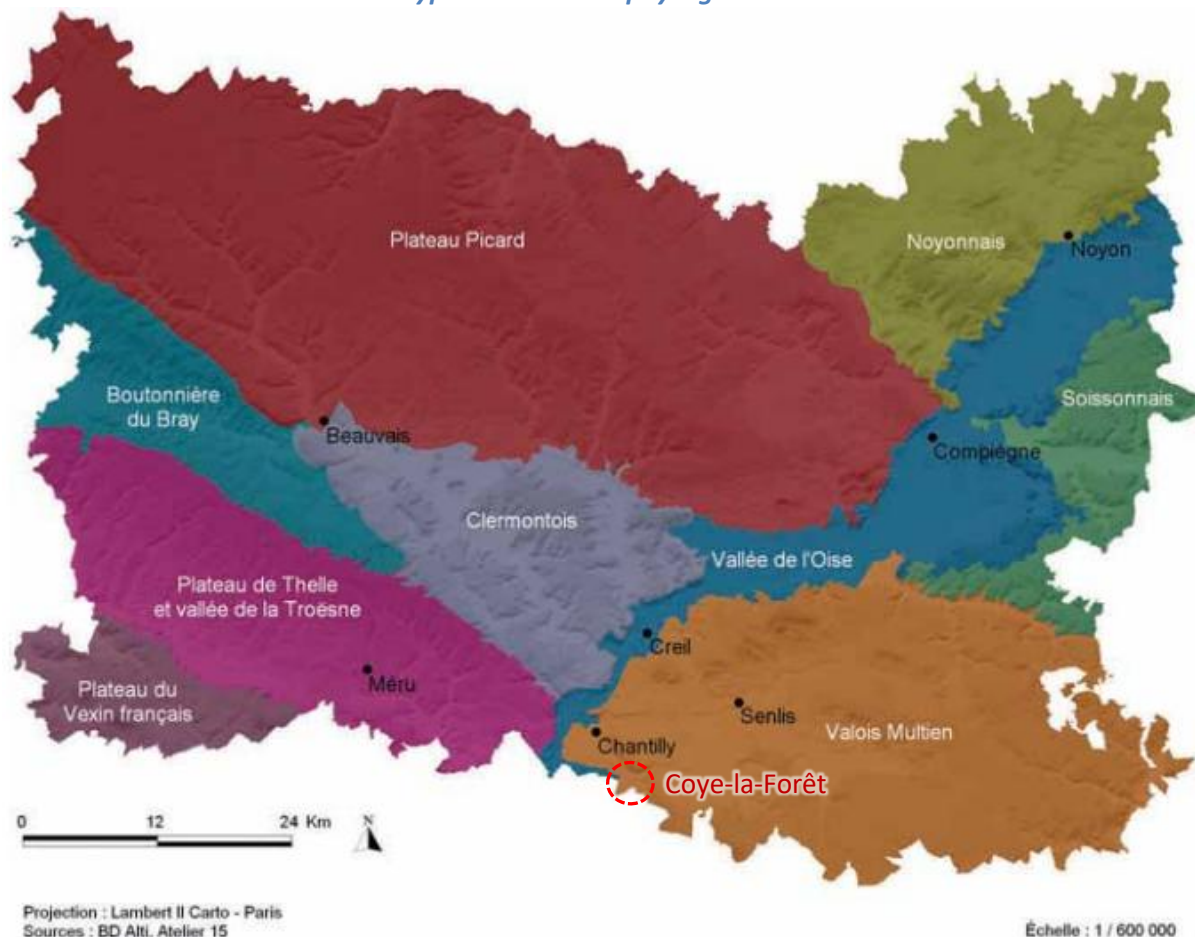 Plateau Picard
Noyonnais
Noyon
Boutonnière
du Bray
Soissonnais
Beauvais
Compiègne
Clermontois
Vallée de l'Oise
Plateau de Thelle
et vallée de la Troësne
Creil
Méru
Plateau du
Vexin français
Senlis
Valois Multien
Chantilly
Coye-la-Forêt
0 12 24 Km
N
Projection : Lambert II Carto - Paris
Sources : BD Alti, Atelier 15
Échelle : 1 / 600 000